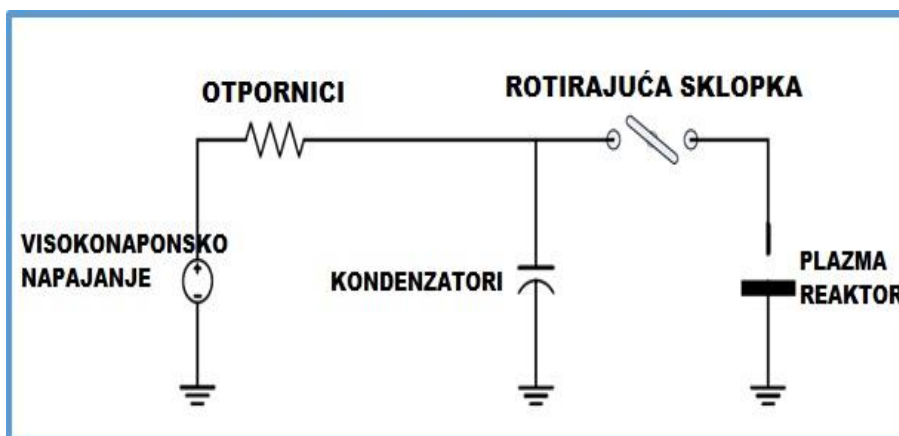 OTPORNICI
ROTIRAJUĆA SKLOPKA
VISOKONAPONSKO
NAPAJANJE
+
-
KONDENZATORI
PLAZMA
REAKTOR